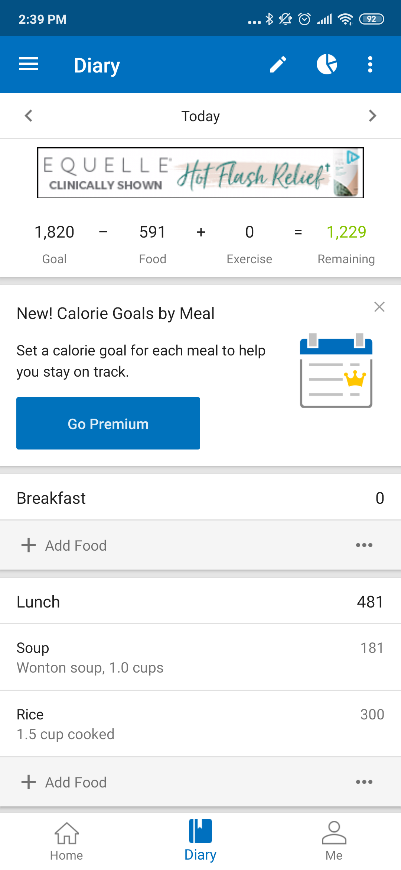 2:39 PM
92
Diary
Today
EQUELLE®
CLINICALLY SHOWN
Hot Flash Relief†
1,820 – 591 + 0 = 1,229
Goal Food Exercise Remaining
New! Calorie Goals by Meal
Set a calorie goal for each meal to help
you stay on track.
Go Premium
Breakfast 0
+ Add Food
Lunch 481
Soup 181
Wonton soup, 1.0 cups
Rice 300
1.5 cup cooked
+ Add Food
Home Diary Me